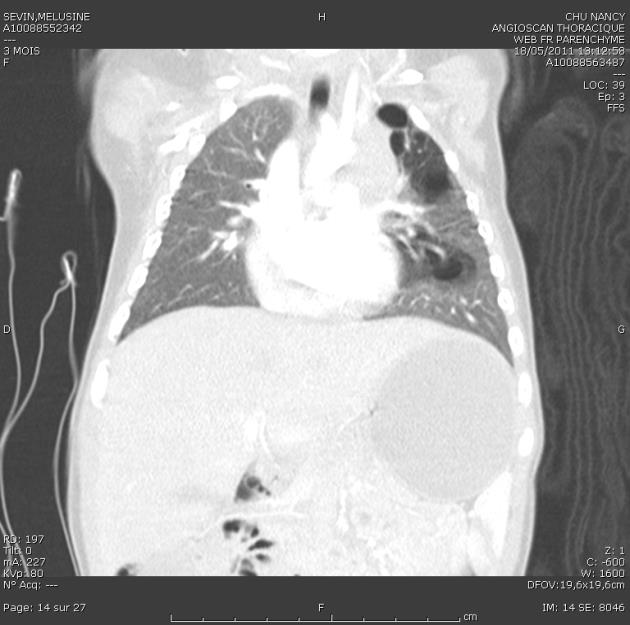 SEVIN,MELUSINE
A10088552342
---
3 MOIS
F
H
CHU NANCY
ANGIOSCAN THORACIQUE
WEB FR PARENCHYME
18/05/2011 13:12:58
A10088563487
---
LOC: 39
Ep: 3
FFS
D
G
RD: 197
Tilt: 0
mA: 227
KVp: 80
N° Acq: ---
Page: 14 sur 27
F
cm
Z: 1
C: -600
W: 1600
DFOV:19,6x19,6cm
IM: 14 SE: 8046